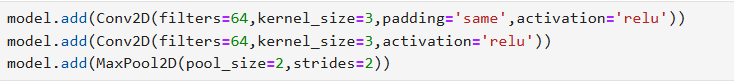 model.add(Conv2D(filters=64,kernel_size=3,padding='same',activation='relu'))
model.add(Conv2D(filters=64,kernel_size=3,activation='relu'))
model.add(MaxPool2D(pool_size=2,strides=2))